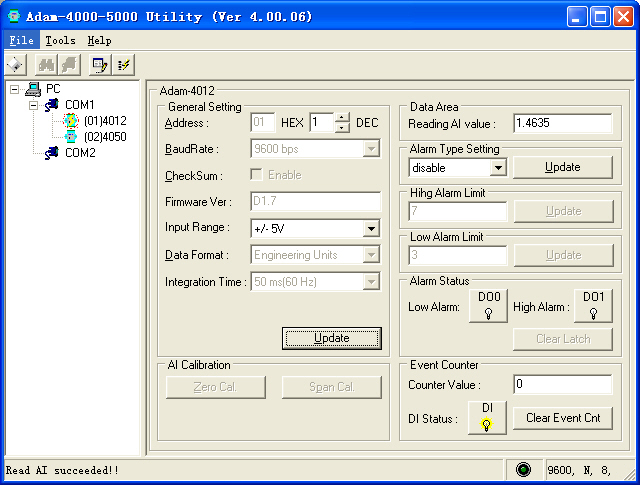 Adam-4000-5000 Utility (Ver 4.00.06)
File Tools Help
PC
COM1
(01)4012
(02)4050
COM2
Adam-4012
General Setting
Address : 01 HEX 1 DEC
BaudRate : 9600 bps
CheckSum : Enable
Firmware Ver : D1.7
Input Range : +/- 5V
Data Format : Engineering Units
Integration Time : 50 ms(60 Hz)
Update
AI Calibration
Zero Cal. Span Cal.
Data Area
Reading AI value : 1.4635
Alarm Type Setting
disable Update
Hihg Alarm Limit
7 Update
Low Alarm Limit
3 Update
Alarm Status
Low Alarm: DO0 High Alarm : DO1
Clear Latch
Event Counter
Counter Value : 0
DI Status : DI Clear Event Cnt
Read AI succeeded!!
9600, N, 8,